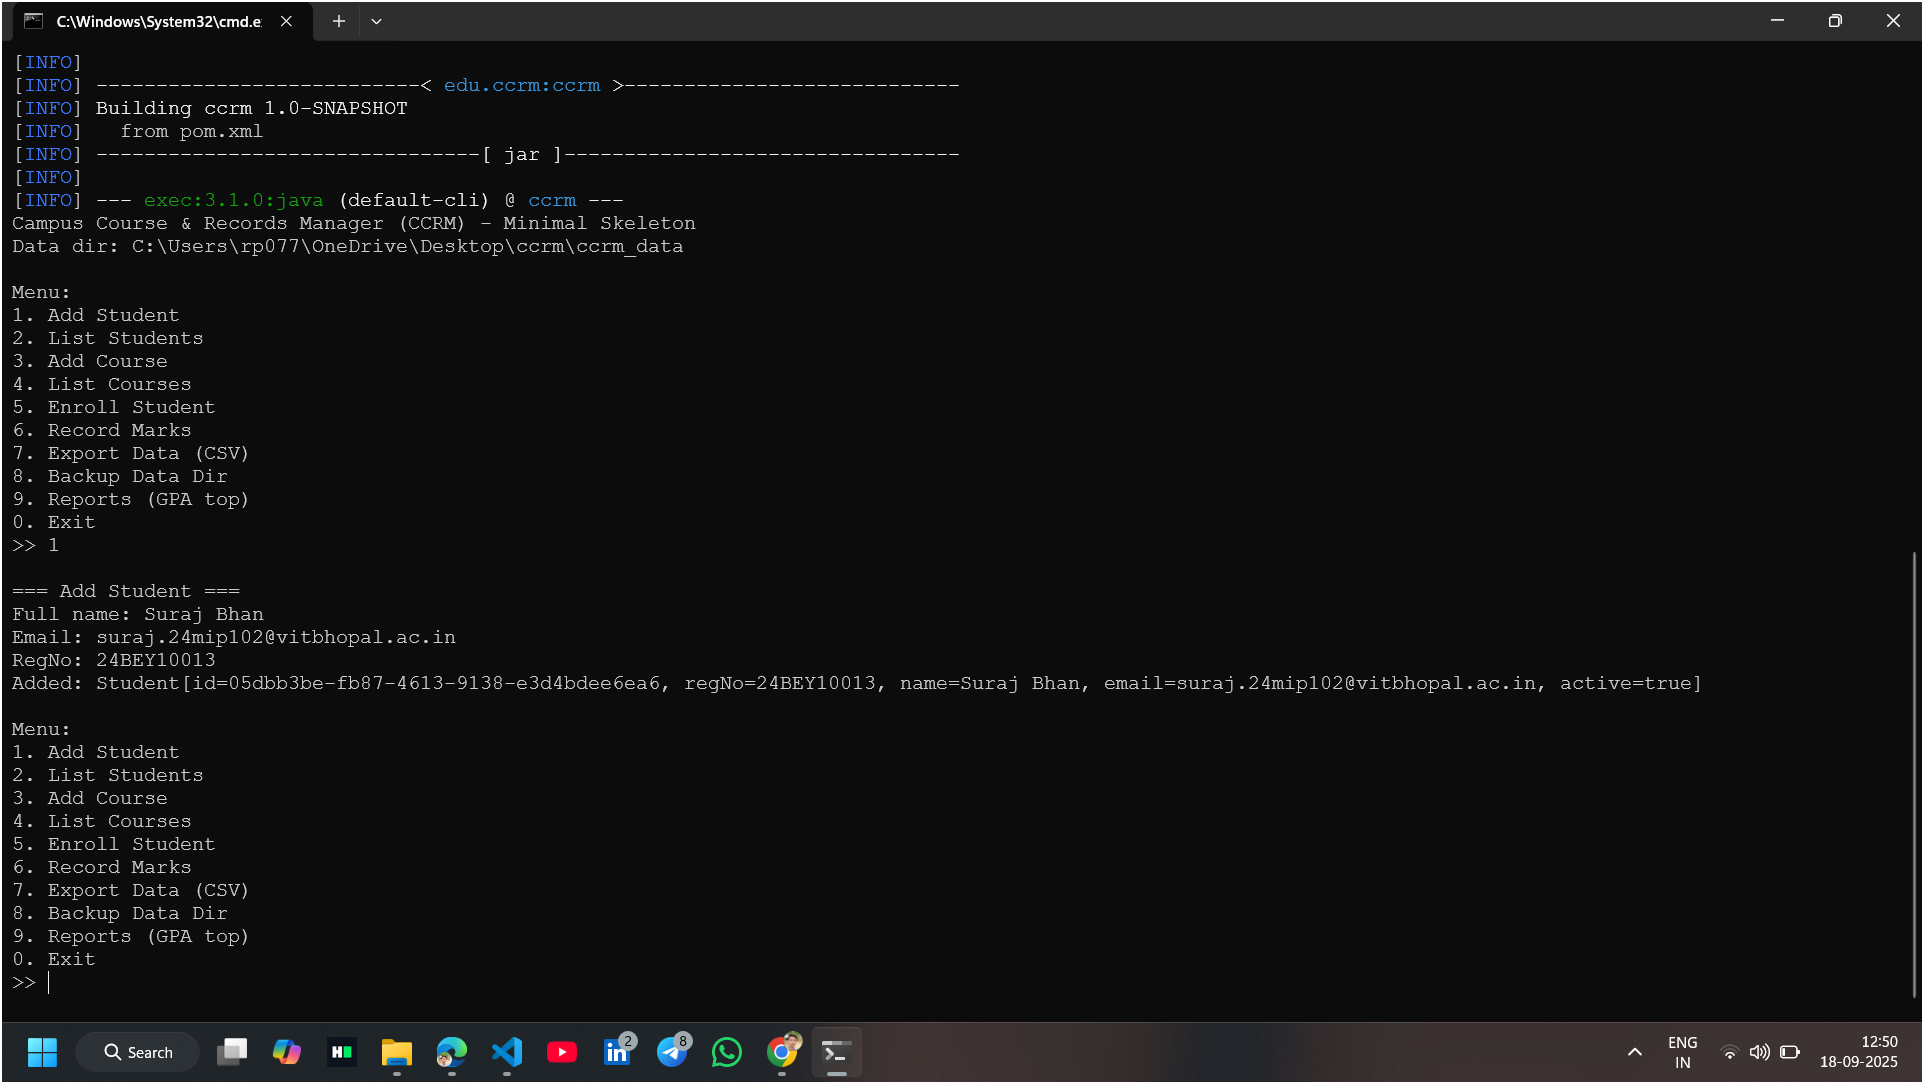 C:\Windows\System32\cmd.e
[INFO]
[INFO] ---------------------------< edu.ccrm:ccrm >----------------------------
[INFO] Building ccrm 1.0-SNAPSHOT
[INFO]   from pom.xml
[INFO] --------------------------------[ jar ]---------------------------------
[INFO]
[INFO] --- exec:3.1.0:java (default-cli) @ ccrm ---
Campus Course & Records Manager (CCRM) - Minimal Skeleton
Data dir: C:\Users\rp077\OneDrive\Desktop\ccrm\ccrm_data
Menu:
1. Add Student
2. List Students
3. Add Course
4. List Courses
5. Enroll Student
6. Record Marks
7. Export Data (CSV)
8. Backup Data Dir
9. Reports (GPA top)
0. Exit
>> 1
=== Add Student ===
Full name: Suraj Bhan
Email: suraj.24mip102@vitbhopal.ac.in
RegNo: 24BEY10013
Added: Student[id=05dbb3be-fb87-4613-9138-e3d4bdee6ea6, regNo=24BEY10013, name=Suraj Bhan, email=suraj.24mip102@vitbhopal.ac.in, active=true]
Menu:
1. Add Student
2. List Students
3. Add Course
4. List Courses
5. Enroll Student
6. Record Marks
7. Export Data (CSV)
8. Backup Data Dir
9. Reports (GPA top)
0. Exit
>>
Search
2
8
ENG
IN
12:50
18-09-2025